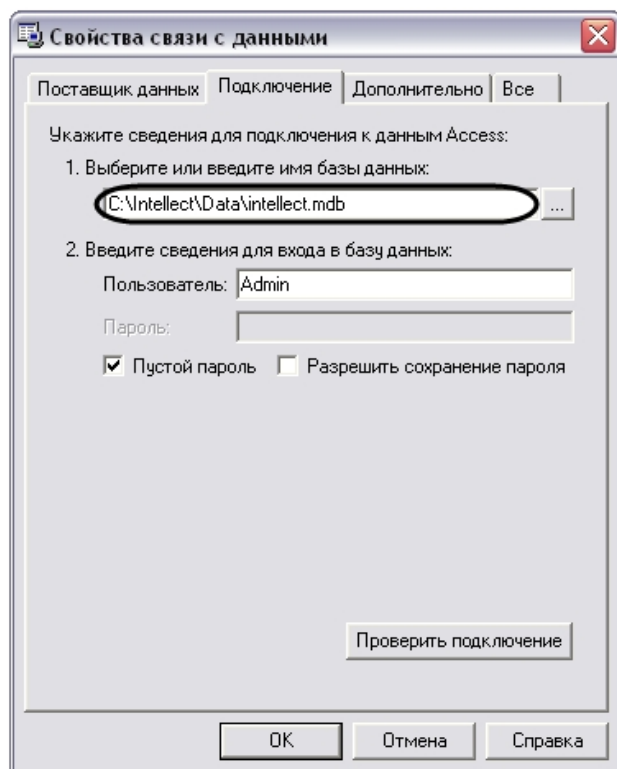 Свойства связи с данными
Поставщик данных Подключение Дополнительно Все
Укажите сведения для подключения к данным Access:
1. Выберите или введите имя базы данных:
C:\Intellect\Data\intellect.mdb ...
2. Введите сведения для входа в базу данных:
Пользователь: Admin
Пароль:
Пустой пароль Разрешить сохранение пароля
Проверить подключение
OK Отмена Справка